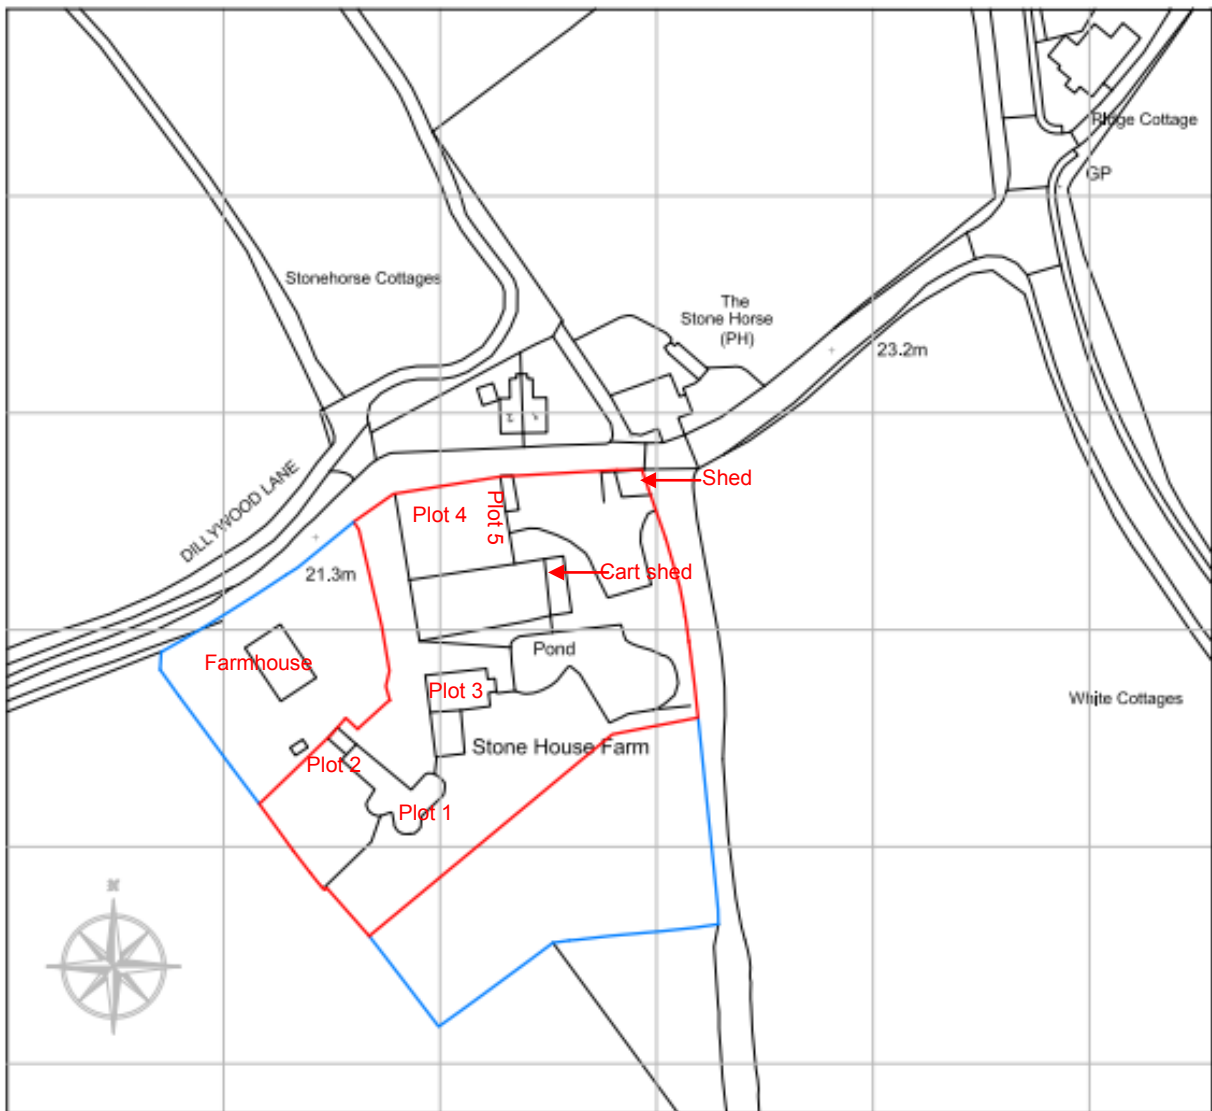 Ridge Cottage
GP
Stonehorse Cottages
The
Stone Horse
(PH)
23.2m
DILLYWOOD LANE
Shed
Plot 4
Plot 5
21.3m
Cart shed
Farmhouse
Pond
Plot 3
White Cottages
Stone House Farm
Plot 2
Plot 1